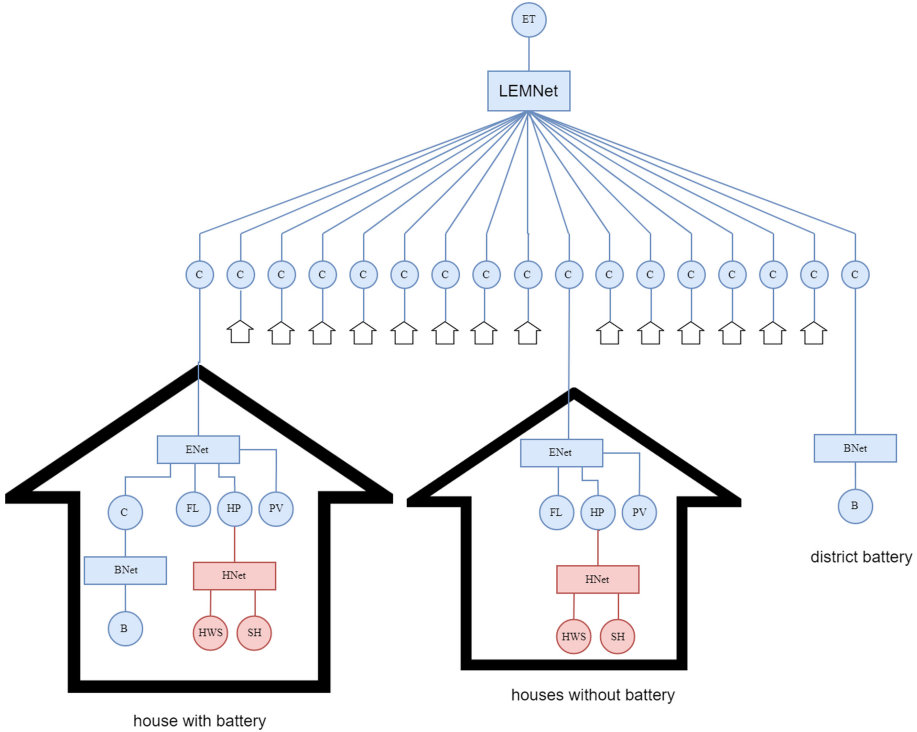 ET
LEMNet
C C C C C C C C C C C C C C C C C
ENet
ENet
BNet
C FL HP PV
FL HP PV
B
district battery
BNet
HNet
HNet
B
HWS SH
HWS SH
houses without battery
house with battery